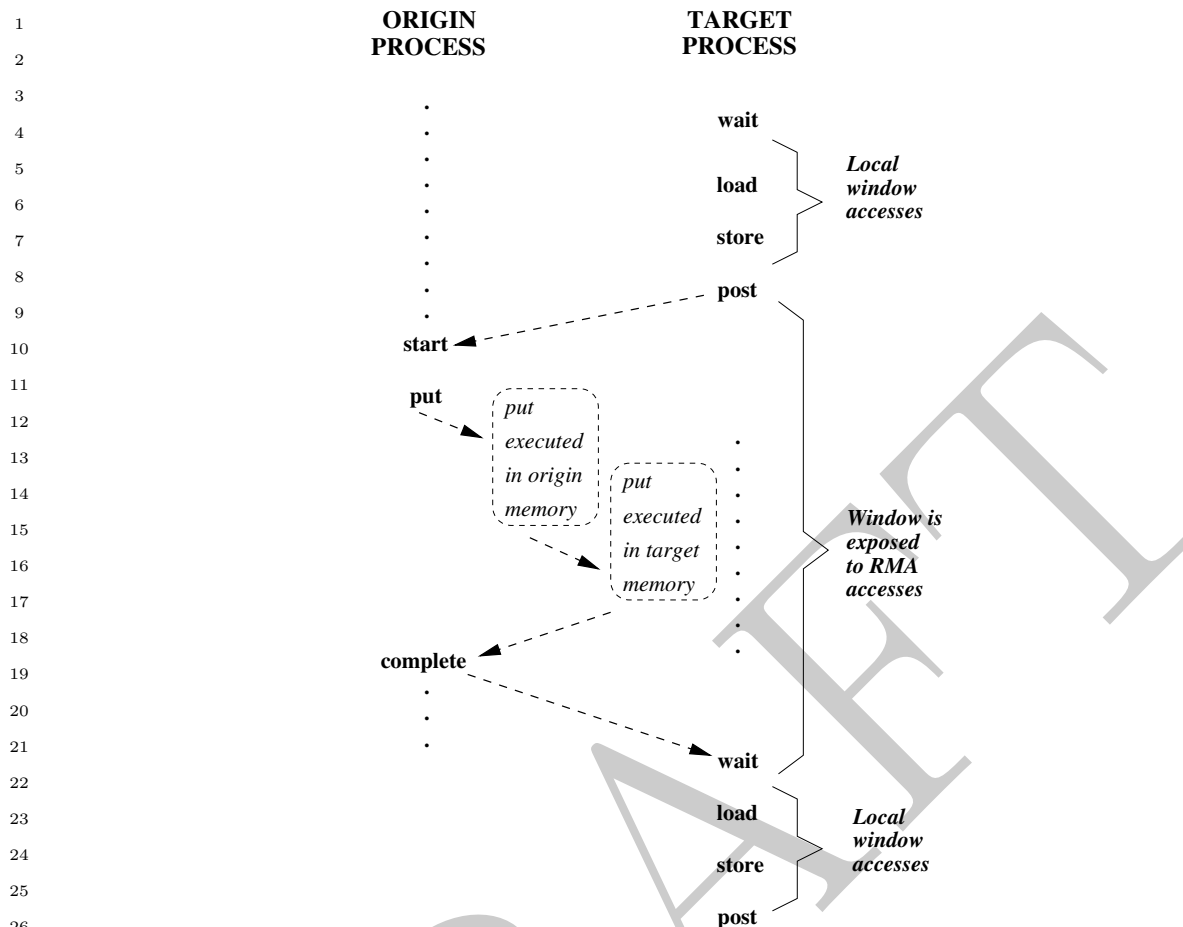 1
ORIGIN TARGET
PROCESS PROCESS
2
3
wait
4
5
Local
load
window
6
accesses
store
7
8
post
9
start
10
11
put
put
12
executed
13
in origin
put
14
memory
executed
Window is
15
exposed
in target
to RMA
16
memory
accesses
17
18
complete
19
20
21
wait
22
load
Local
23
window
24
store
accesses
25
post
26
DRAFT